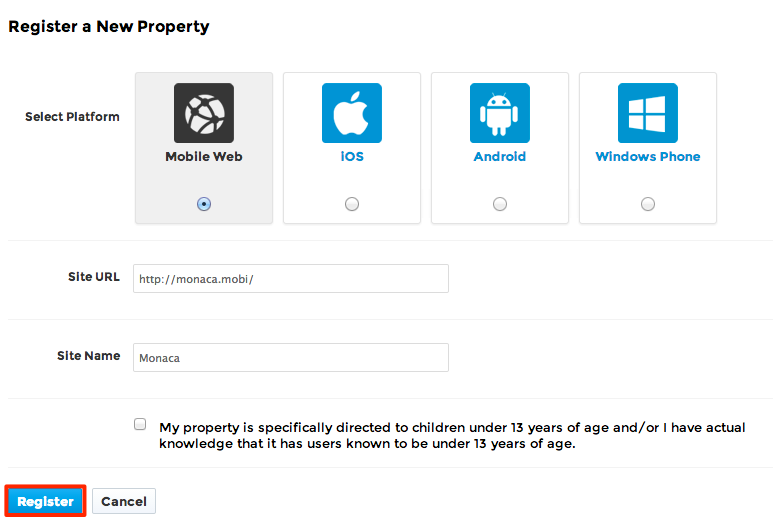 Register a New Property
Select Platform
Mobile Web
iOS
Android
Windows Phone
Site URL
http://monaca.mobi/
Site Name
Monaca
My property is specifically directed to children under 13 years of age and/or I have actual
knowledge that it has users known to be under 13 years of age.
Register
Cancel